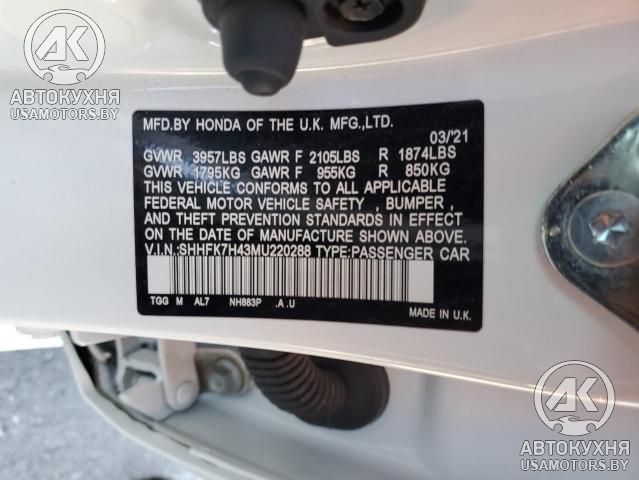 AK
АВТОКУХНЯ
USAMOTORS.BY
MFD.BY HONDA OF THE U.K. MFG.,LTD.
03/'21
GVWR 3957LBS GAWR F 2105LBS R 1874LBS
GVWR 1795KG GAWR F 955KG R 850KG
THIS VEHICLE CONFORMS TO ALL APPLICABLE
FEDERAL MOTOR VEHICLE SAFETY , BUMPER ,
AND THEFT PREVENTION STANDARDS IN EFFECT
ON THE DATE OF MANUFACTURE SHOWN ABOVE.
V.I.N.:SHHFK7H43MU220288 TYPE:PASSENGER CAR
TGG M AL7 NH883P .A .U
MADE IN U.K.
AK
АВТОКУХНЯ
USAMOTORS.BY